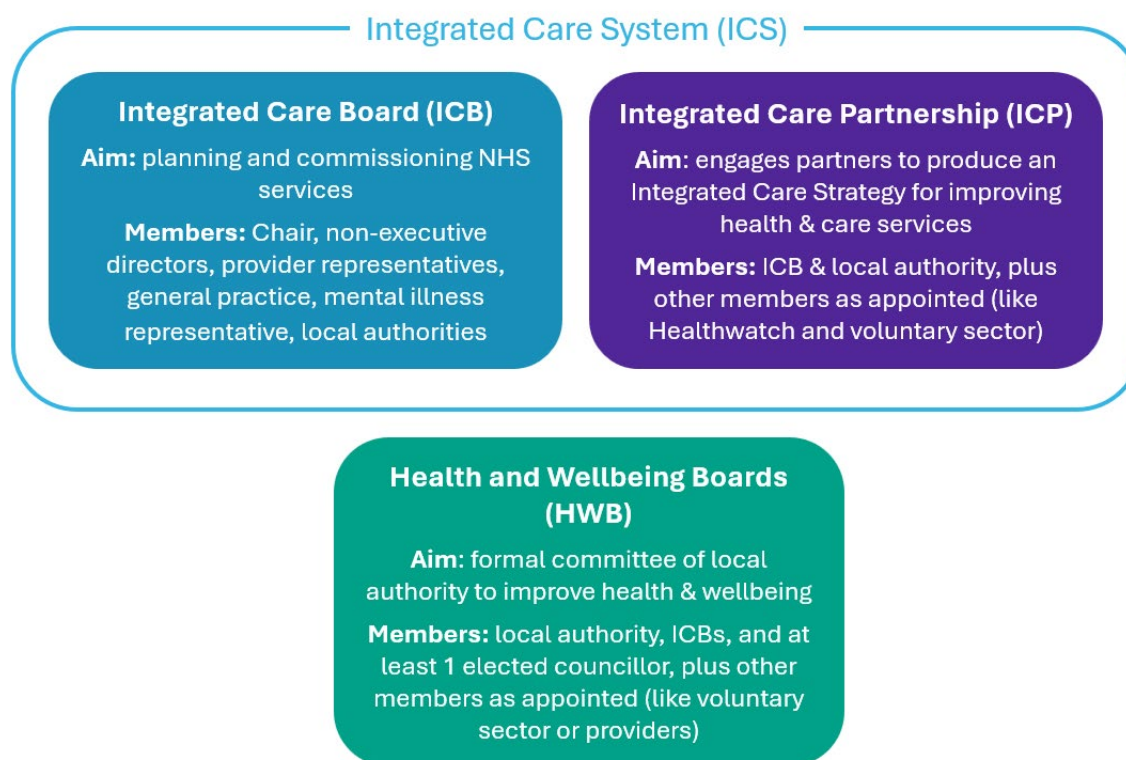 Integrated Care System (ICS)
Integrated Care Board (ICB)
Aim: planning and commissioning NHS
services
Members: Chair, non-executive
directors, provider representatives,
general practice, mental illness
representative, local authorities
Integrated Care Partnership (ICP)
Aim: engages partners to produce an
Integrated Care Strategy for improving
health & care services
Members: ICB & local authority, plus
other members as appointed (like
Healthwatch and voluntary sector)
Health and Wellbeing Boards
(HWB)
Aim: formal committee of local
authority to improve health & wellbeing
Members: local authority, ICBs, and at
least 1 elected councillor, plus other
members as appointed (like voluntary
sector or providers)